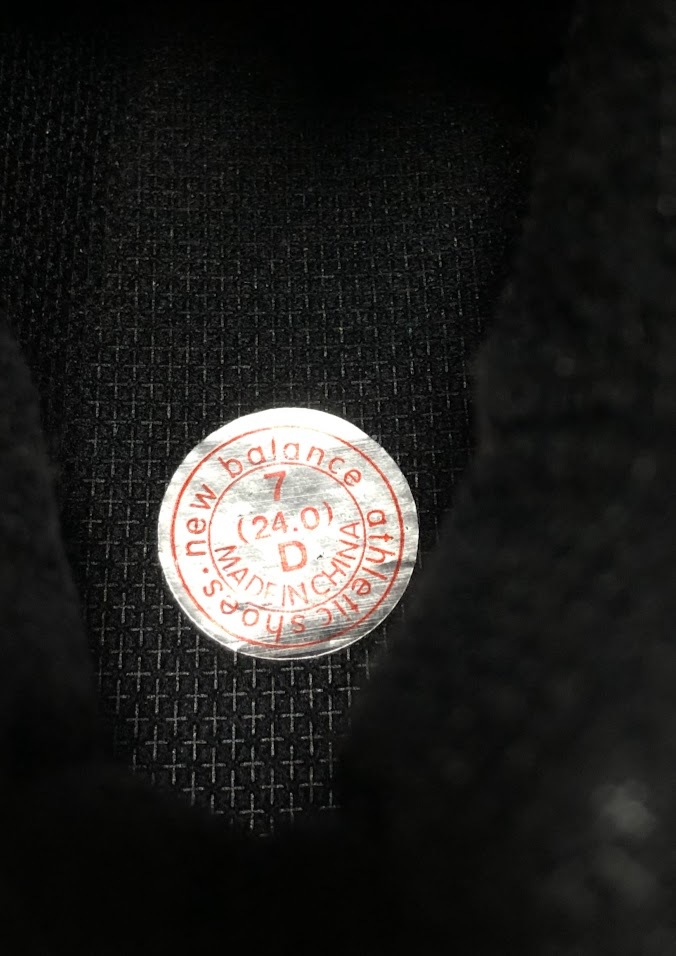 new balance athletic shoes.
7
(24.0)
D
MADE IN CHINA